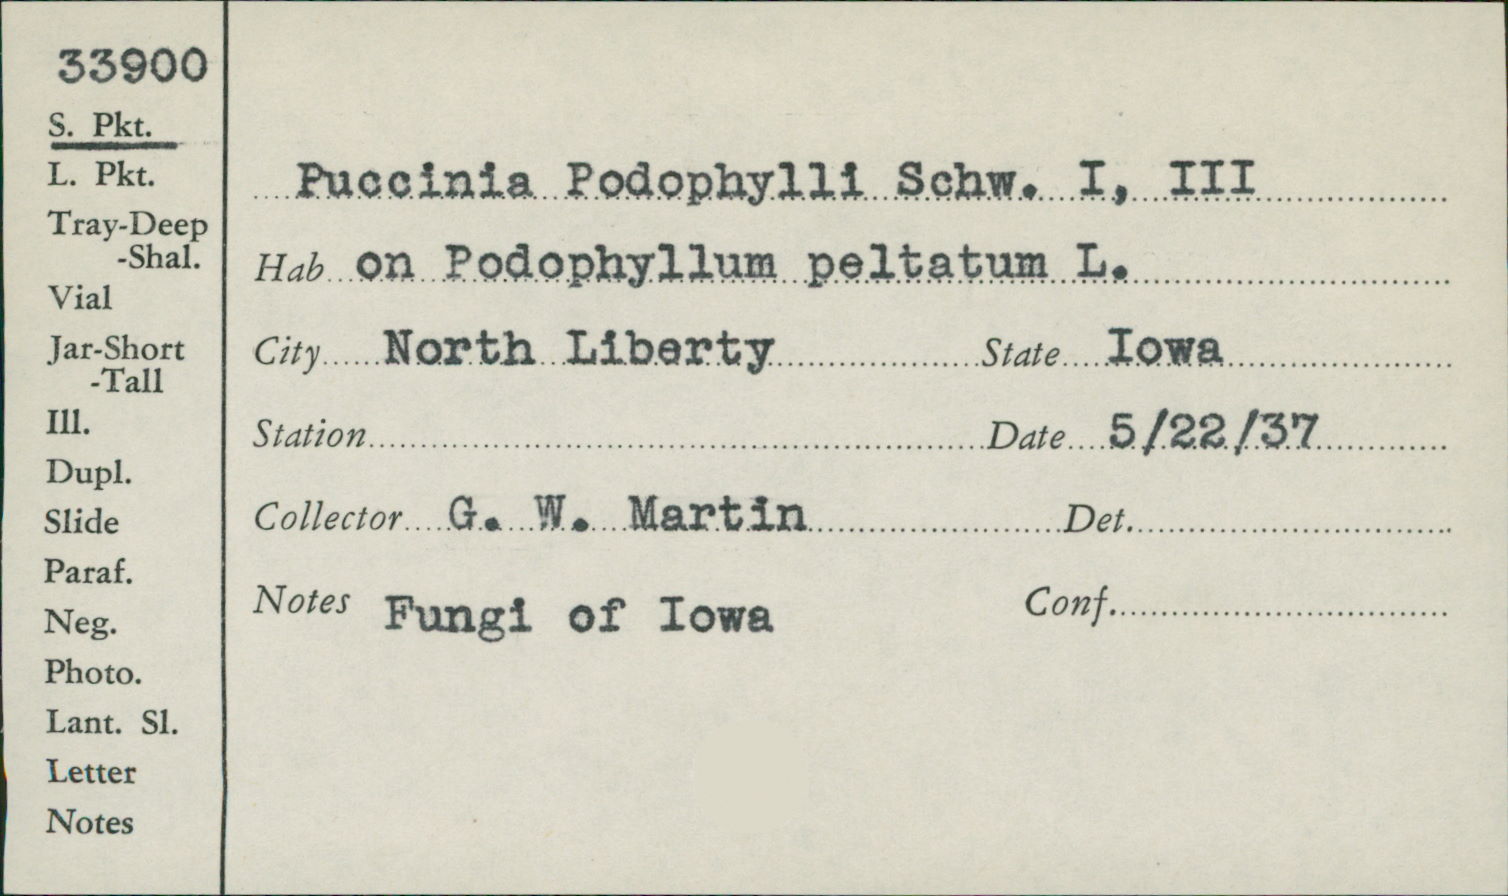 33900
S. Pkt.
L. Pkt.
Tray-Deep
-Shal.
Vial
Jar-Short
-Tall
Ill.
Dupl.
Slide
Paraf.
Neg.
Photo.
Lant. Sl.
Letter
Notes
Puccinia Podophylli Schw. I, III
Hab on Podophyllum peltatum L.
City North Liberty State Iowa
Station Date 5/22/37
Collector G. W. Martin Det.
Notes Fungi of Iowa Conf.